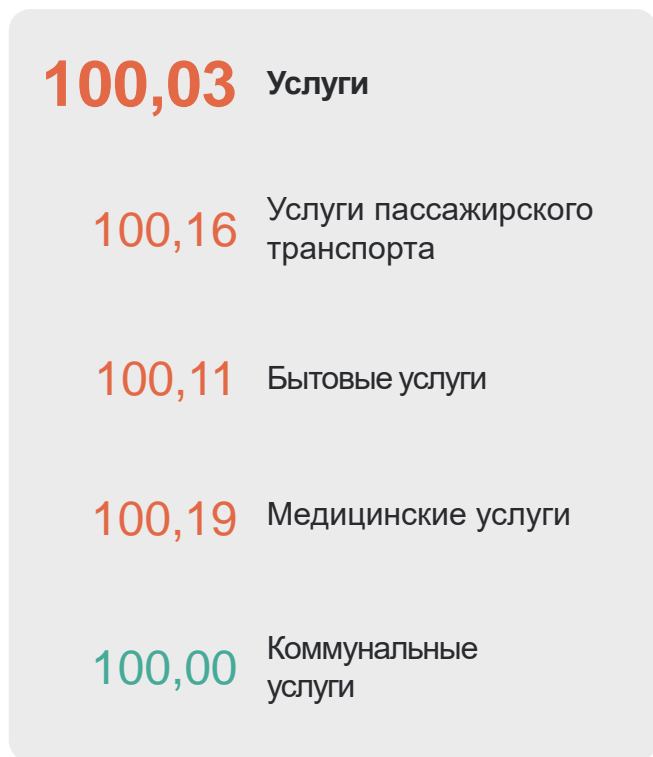 100,03 Услуги
100,16 Услуги пассажирского
транспорта
100,11 Бытовые услуги
100,19 Медицинские услуги
100,00 Коммунальные
услуги